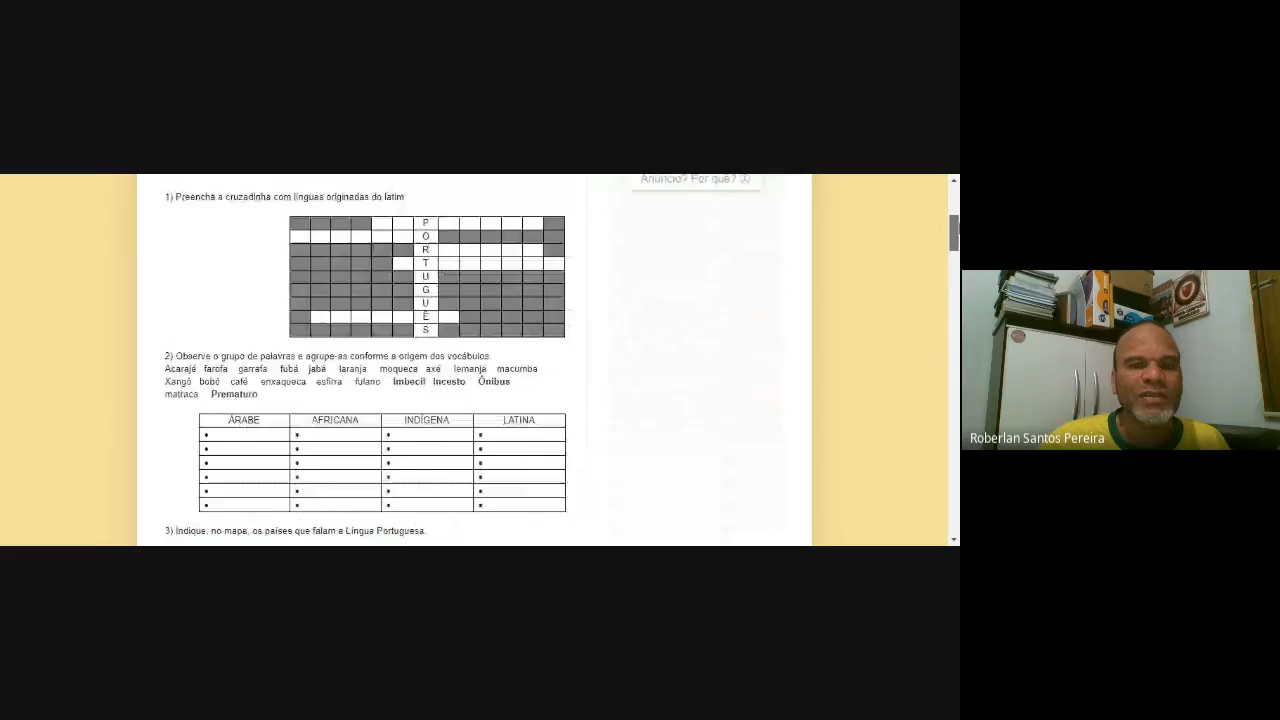 Anúncio? Por quê?
1) Preencha a cruzadinha com línguas originadas do latim
P
O
R
T
U
G
U
Ê
S
2) Observe o grupo de palavras e agrupe-as conforme a origem dos vocábulos.
Acarajé farofa garrafa fubá jabá laranja moqueca axé Iemanjá macumba
Xangô bobó café enxaqueca esfirra fulano Imbecil Incesto Ônibus
matraca Prematuro
ÁRABE AFRICANA INDÍGENA LATINA
3) Indique, no mapa, os países que falam a Língua Portuguesa.
Roberlan Santos Pereira